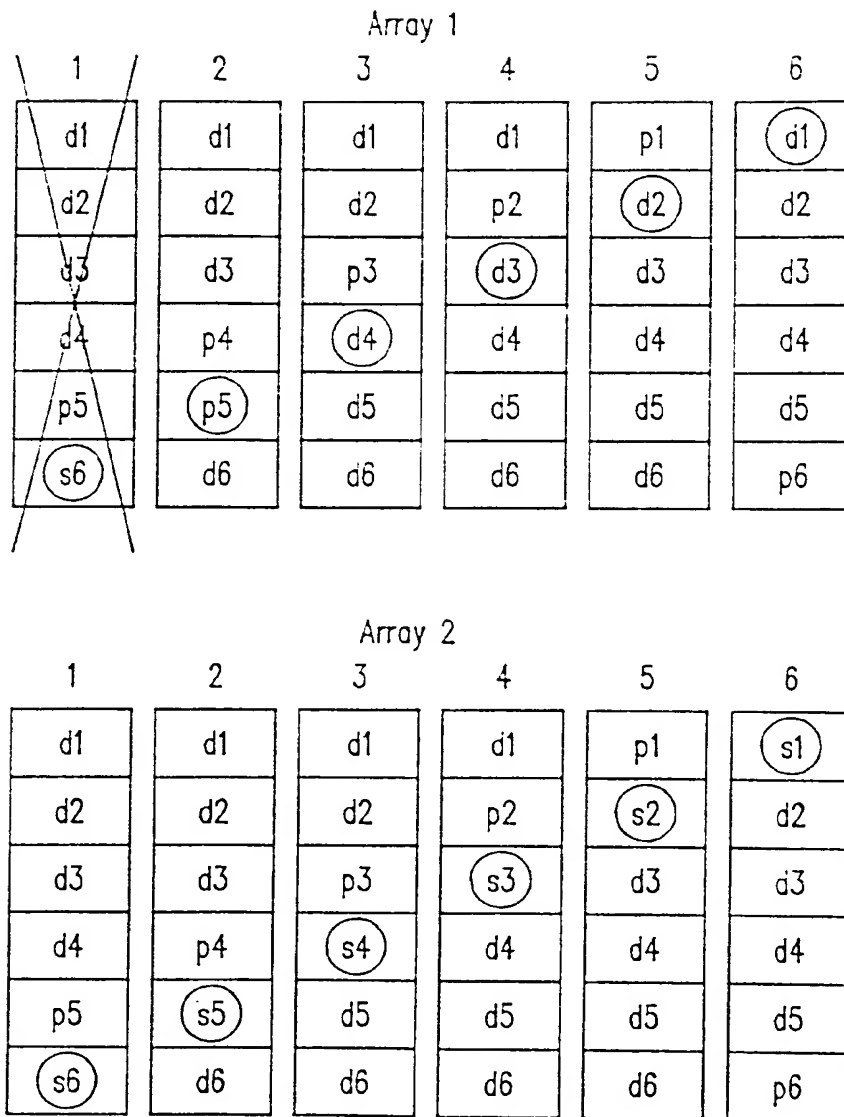 Array 1
1 2 3 4 5 6
d1 d1 d1 d1 p1 d1
d2 d2 d2 p2 d2 d2
d3 d3 p3 d3 d3 d3
d4 p4 d4 d4 d4 d4
p5 p5 d5 d5 d5 d5
s6 d6 d6 d6 d6 p6
Array 2
1 2 3 4 5 6
d1 d1 d1 d1 p1 s1
d2 d2 d2 p2 s2 d2
d3 d3 p3 s3 d3 d3
d4 p4 s4 d4 d4 d4
p5 s5 d5 d5 d5 d5
s6 d6 d6 d6 d6 p6